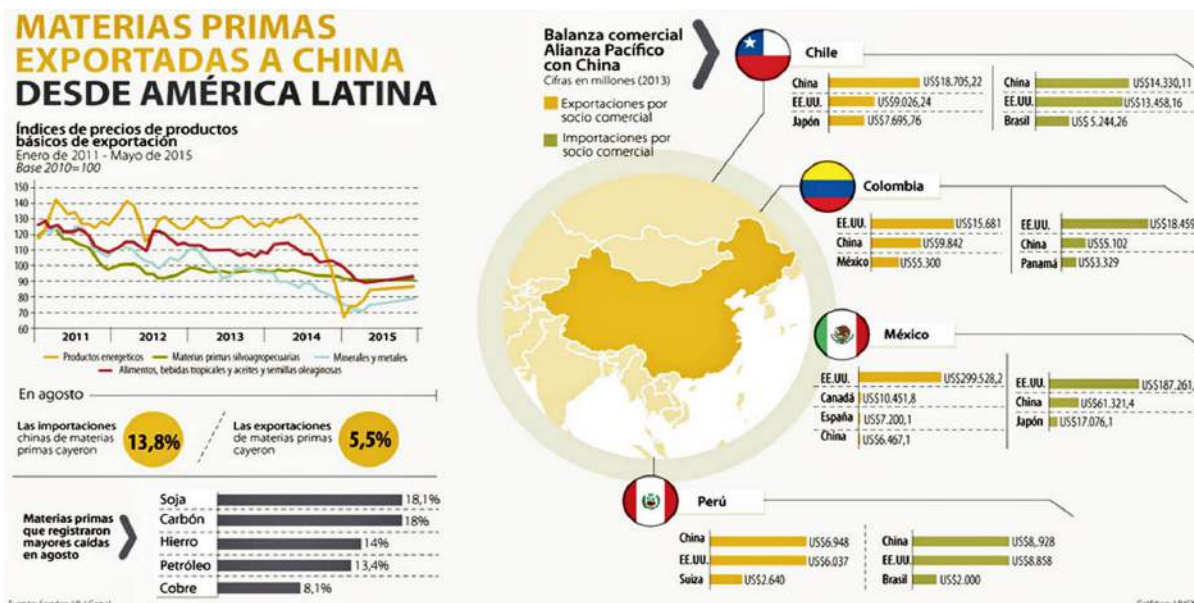 MATERIAS PRIMAS
EXPORTADAS A CHINA
DESDE AMÉRICA LATINA
Índices de precios de productos
básicos de exportación
Enero de 2011 - Mayo de 2015
Base 2010=100
150
140
130
120
110
100
90
80
70
60
2011 2012 2013 2014 2015
Productos energeticos Materias primas silvoagropecuarias Minerales y metales
Alimentos, bebidas tropicales y aceites y semillas oleaginosas
En agosto
Las importaciones
chinas de materias
primas cayeron
13,8%
Las exportaciones
de materias primas
cayeron
5,5%
Materias primas
que registraron
mayores caídas
en agosto
Soja 18,1%
Carbón 18%
Hierro 14%
Petróleo 13,4%
Cobre 8,1%
Balanza comercial
Alianza Pacífico
con China
Cifras en millones (2013)
Exportaciones por
socio comercial
Importaciones por
socio comercial
Chile
China US$18.705,22
EE.UU. US$9.026,24
Japón US$7.695,76
China US$14.330,11
EE.UU. US$13.458,16
Brasil US$ 5.244,26
Colombia
EE.UU. US$15.681
China US$9.842
México US$5.300
EE.UU. US$18.459
China US$5.102
Panamá US$3.329
México
EE.UU. US$299.528,2
Canadá US$10.451,8
España US$7.200,1
China US$6.467,1
EE.UU. US$187.261,
China US$61.321,4
Japón US$17.076,1
Perú
China US$6.948
EE.UU. US$6.037
Suiza US$2.640
China US$8,.928
EE.UU. US$8.858
Brasil US$2.000